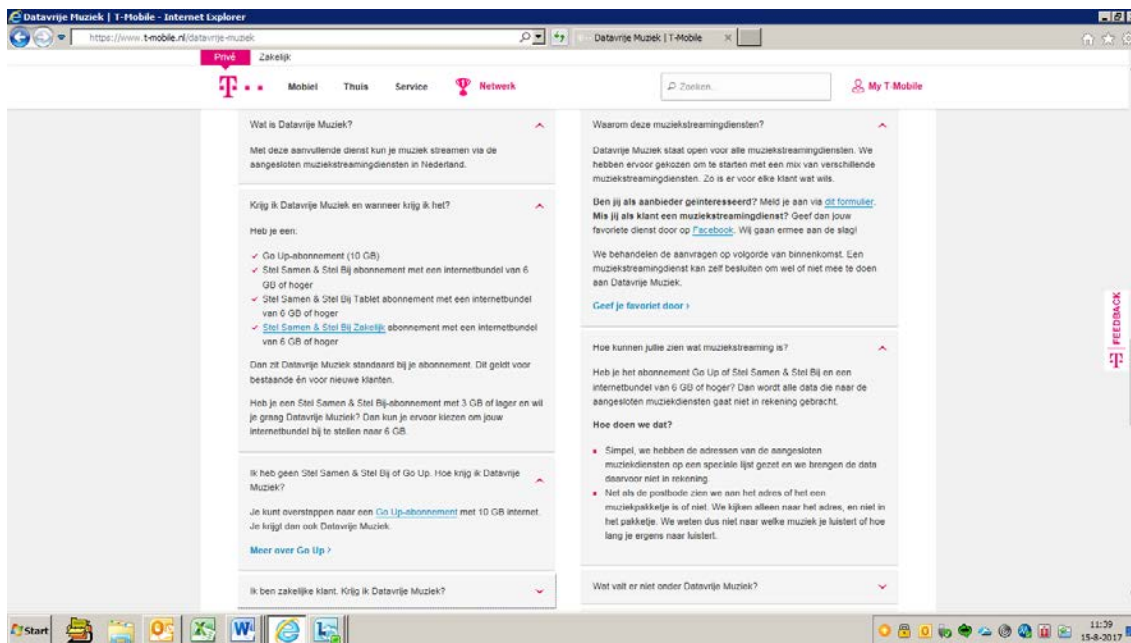 Datavrije Muziek | T-Mobile - Internet Explorer
https://www.t-mobile.nl/datavrije-muziek
Datavrije Muziek | T-Mobile
Privé Zakelijk
T Mobiel Thuis Service Netwerk Zoeken... My T-Mobile
Wat is Datavrije Muziek?
Met deze aanvullende dienst kun je muziek streamen via de
aangesloten muziekstreamingdiensten in Nederland.
Krijg ik Datavrije Muziek en wanneer krijg ik het?
Heb je een:
Go Up-abonnement (10 GB)
Stel Samen & Stel Bij abonnement met een internetbundel van 6
GB of hoger
Stel Samen & Stel Bij Tablet abonnement met een internetbundel
van 6 GB of hoger
Stel Samen & Stel Bij Zakelijk abonnement met een internetbundel
van 6 GB of hoger
Dan zit Datavrije Muziek standaard bij je abonnement. Dit geldt voor
bestaande én voor nieuwe klanten.
Heb je een Stel Samen & Stel Bij-abonnement met 3 GB of lager en wil
je graag Datavrije Muziek? Dan kun je ervoor kiezen om jouw
internetbundel bij te stellen naar 6 GB.
Ik heb geen Stel Samen & Stel Bij of Go Up. Hoe krijg ik Datavrije
Muziek?
Je kunt overstappen naar een Go Up-abonnement met 10 GB internet.
Je krijgt dan ook Datavrije Muziek.
Meer over Go Up >
Ik ben zakelijke klant. Krijg ik Datavrije Muziek?
Waarom deze muziekstreamingdiensten?
Datavrije Muziek staat open voor alle muziekstreamingdiensten. We
hebben ervoor gekozen om te starten met een mix van verschillende
muziekstreamingdiensten. Zo is er voor elke klant wat wils.
Ben jij als aanbieder geïnteresseerd? Meld je aan via dit formulier.
Mis jij als klant een muziekstreamingdienst? Geef dan jouw
favoriete dienst door op Facebook. Wij gaan ermee aan de slag!
We behandelen de aanvragen op volgorde van binnenkomst. Een
muziekstreamingdienst kan zelf besluiten om wel of niet mee te doen
aan Datavrije Muziek.
Geef je favoriet door >
Hoe kunnen jullie zien wat muziekstreaming is?
Heb je het abonnement Go Up of Stel Samen & Stel Bij en een
internetbundel van 6 GB of hoger? Dan wordt alle data die naar de
aangesloten muziekdiensten gaat niet in rekening gebracht.
Hoe doen we dat?
Simpel, we hebben de adressen van de aangesloten
muziekdiensten op een speciale lijst gezet en we brengen de data
daarvoor niet in rekening.
Net als de postbode zien we aan het adres of het een
muziekpakketje is of niet. We kijken alleen naar het adres, en niet in
het pakketje. We weten dus niet naar welke muziek je luistert of hoe
lang je ergens naar luistert.
Wat valt er niet onder Datavrije Muziek?
FEEDBACK
T
Start
11:39
15-8-2017